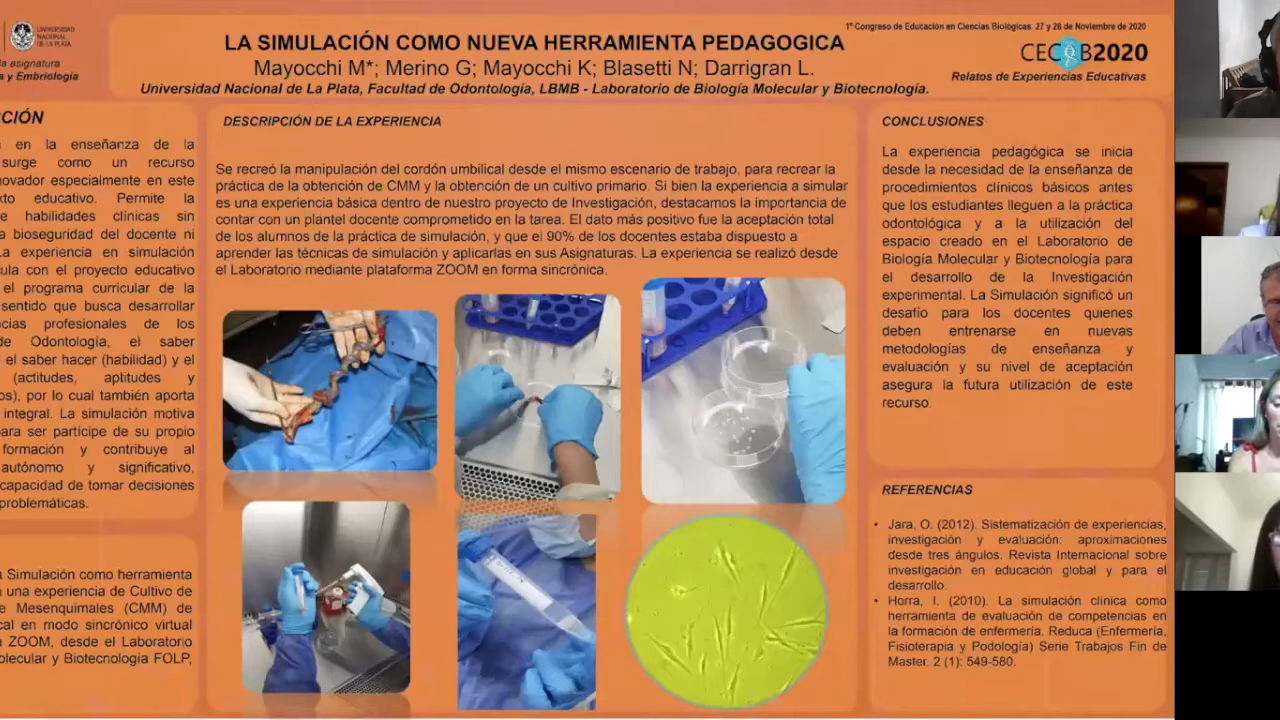 UNIVERSIDAD
NACIONAL
DE LA PLATA
ía asignatura
a y Embriología
LA SIMULACIÓN COMO NUEVA HERRAMIENTA PEDAGOGICA
Mayocchi M*; Merino G; Mayocchi K; Blasetti N; Darrigran L.
Universidad Nacional de La Plata, Facultad de Odontología, LBMB - Laboratorio de Biología Molecular y Biotecnología.
1º Congreso de Educación en Ciencias Biológicas. 27 y 28 de Noviembre de 2020
CECB2020
Relatos de Experiencias Educativas
CCIÓN
en la enseñanza de la
surge como un recurso
novador especialmente en este
xto educativo. Permite la
e habilidades clínicas sin
a bioseguridad del docente ni
La experiencia en simulación
cula con el proyecto educativo
el programa curricular de la
sentido que busca desarrollar
cias profesionales de los
de Odontología, el saber
el saber hacer (habilidad) y el
(actitudes, aptitudes y
os), por lo cual también aporta
integral. La simulación motiva
para ser partícipe de su propio
formación y contribuye al
autónomo y significativo,
capacidad de tomar decisiones
problemáticas.
a Simulación como herramienta
una experiencia de Cultivo de
e Mesenquimales (CMM) de
cal en modo sincrónico virtual
n ZOOM, desde el Laboratorio
olecular y Biotecnología FOLP,
DESCRIPCIÓN DE LA EXPERIENCIA
Se recreó la manipulación del cordón umbilical desde el mismo escenario de trabajo, para recrear la
práctica de la obtención de CMM y la obtención de un cultivo primario. Si bien la experiencia a simular
es una experiencia básica dentro de nuestro proyecto de Investigación, destacamos la importancia de
contar con un plantel docente comprometido en la tarea. El dato más positivo fue la aceptación total
de los alumnos de la práctica de simulación, y que el 90% de los docentes estaba dispuesto a
aprender las técnicas de simulación y aplicarlas en sus Asignaturas. La experiencia se realizó desde
el Laboratorio mediante plataforma ZOOM en forma sincrónica.
CONCLUSIONES
La experiencia pedagógica se inicia
desde la necesidad de la enseñanza de
procedimientos clínicos básicos antes
que los estudiantes lleguen a la práctica
odontológica y a la utilización del
espacio creado en el Laboratorio de
Biología Molecular y Biotecnología para
el desarrollo de la Investigación
experimental. La Simulación significó un
desafío para los docentes quienes
deben entrenarse en nuevas
metodologías de enseñanza y
evaluación y su nivel de aceptación
asegura la futura utilización de este
recurso.
REFERENCIAS
• Jara, O. (2012). Sistematización de experiencias,
investigación y evaluación: aproximaciones
desde tres ángulos. Revista Internacional sobre
investigación en educación global y para el
desarrollo.
• Horra, I. (2010). La simulación clínica como
herramienta de evaluación de competencias en
la formación de enfermería. Reduca (Enfermería,
Fisioterapia y Podología) Serie Trabajos Fin de
Master. 2 (1): 549-580.